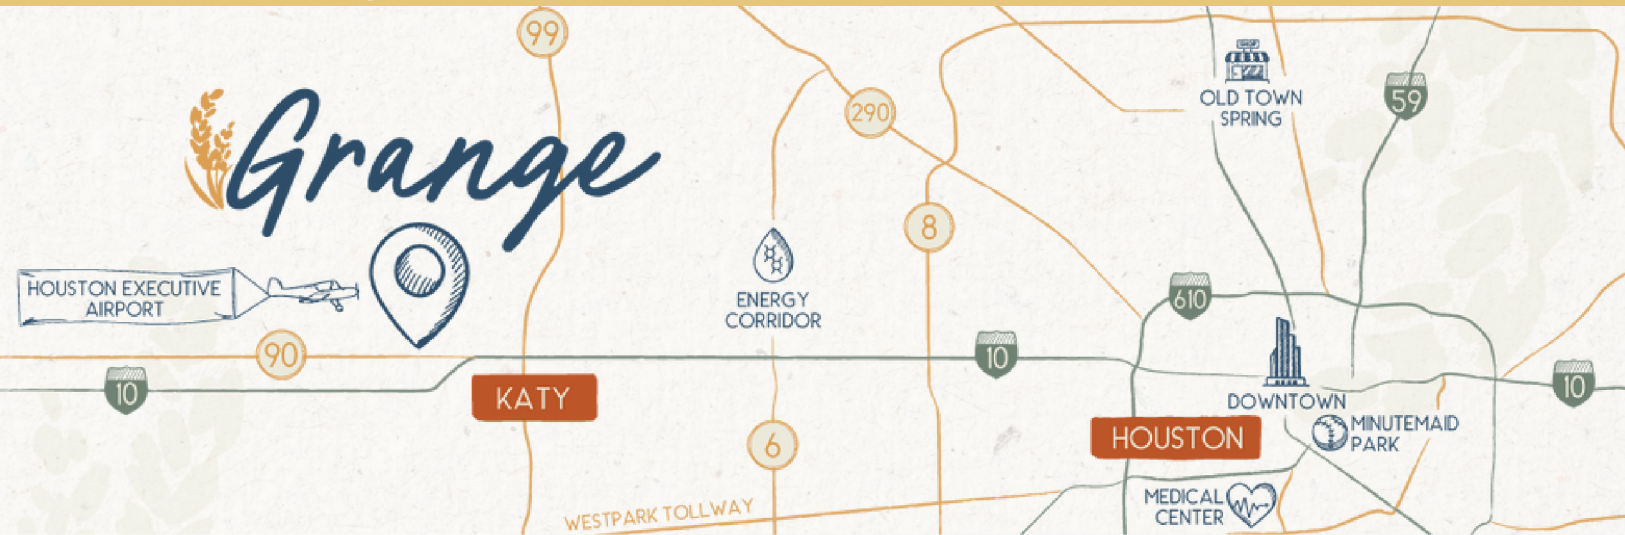 99
SHOP
OLD TOWN
SPRING
59
290
Grange
8
HOUSTON EXECUTIVE
AIRPORT
ENERGY
CORRIDOR
610
90
10
10
10
KATY
DOWNTOWN
HOUSTON
MINUTEMAID
PARK
6
MEDICAL
CENTER
WESTPARK TOLLWAY